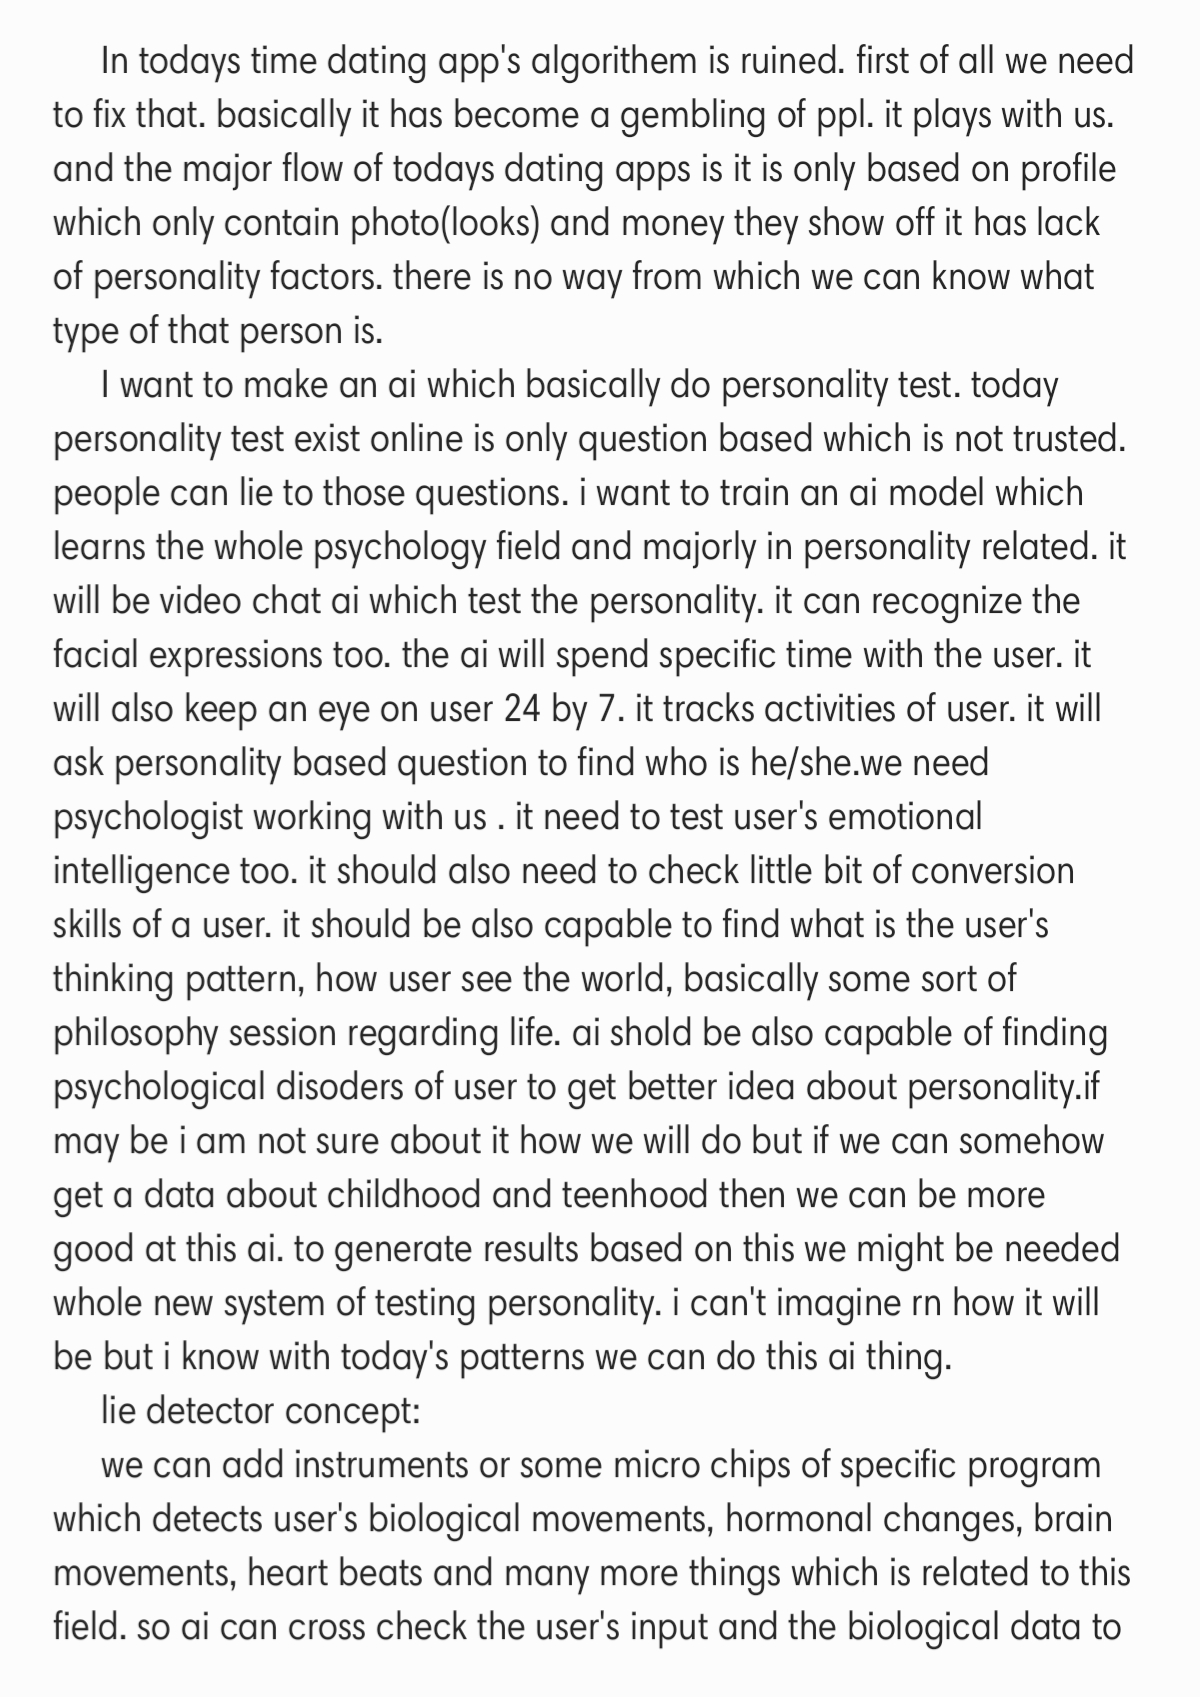 In todays time dating app's algorithem is ruined. first of all we need
to fix that. basically it has become a gembling of ppl. it plays with us.
and the major flow of todays dating apps is it is only based on profile
which only contain photo(looks) and money they show off it has lack
of personality factors. there is no way from which we can know what
type of that person is.
I want to make an ai which basically do personality test. today
personality test exist online is only question based which is not trusted.
people can lie to those questions. i want to train an ai model which
learns the whole psychology field and majorly in personality related. it
will be video chat ai which test the personality. it can recognize the
facial expressions too. the ai will spend specific time with the user. it
will also keep an eye on user 24 by 7. it tracks activities of user. it will
ask personality based question to find who is he/she.we need
psychologist working with us . it need to test user's emotional
intelligence too. it should also need to check little bit of conversion
skills of a user. it should be also capable to find what is the user's
thinking pattern, how user see the world, basically some sort of
philosophy session regarding life. ai shold be also capable of finding
psychological disoders of user to get better idea about personality.if
may be i am not sure about it how we will do but if we can somehow
get a data about childhood and teenhood then we can be more
good at this ai. to generate results based on this we might be needed
whole new system of testing personality. i can't imagine rn how it will
be but i know with today's patterns we can do this ai thing.
lie detector concept:
we can add instruments or some micro chips of specific program
which detects user's biological movements, hormonal changes, brain
movements, heart beats and many more things which is related to this
field. so ai can cross check the user's input and the biological data to